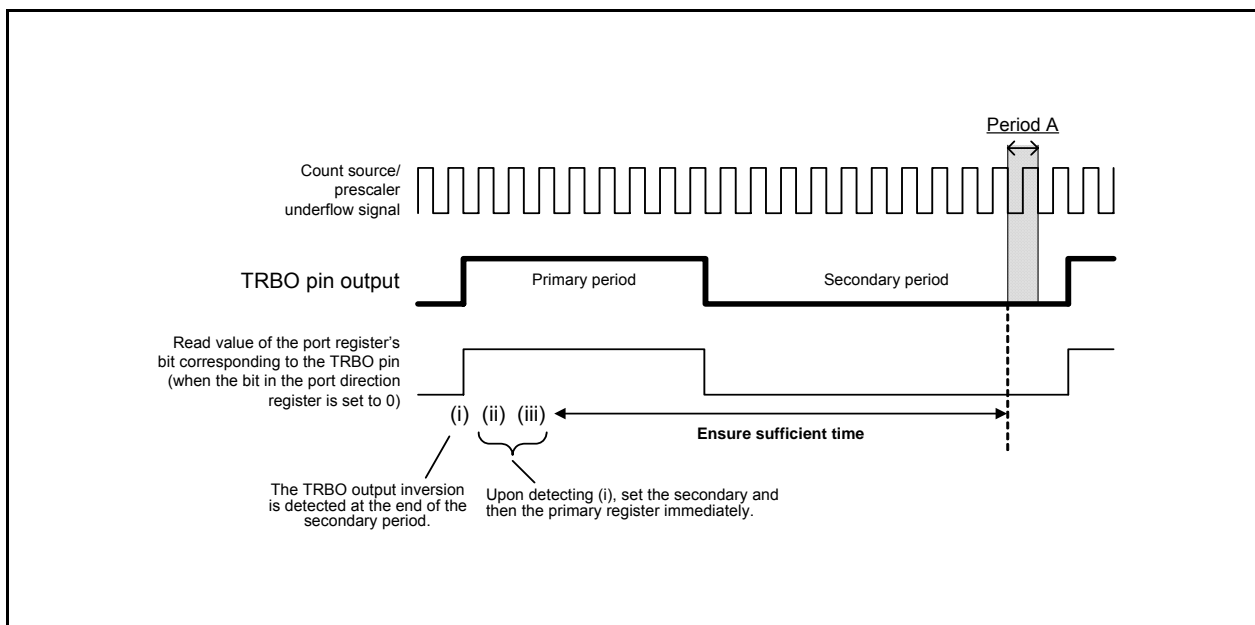 Period A
Count source/
prescaler
underflow signal
TRBO pin output
Primary period
Secondary period
Read value of the port register's
bit corresponding to the TRBO pin
(when the bit in the port direction
register is set to 0)
(i) (ii) (iii)
Ensure sufficient time
The TRBO output inversion
is detected at the end of the
secondary period.
Upon detecting (i), set the secondary and
then the primary register immediately.